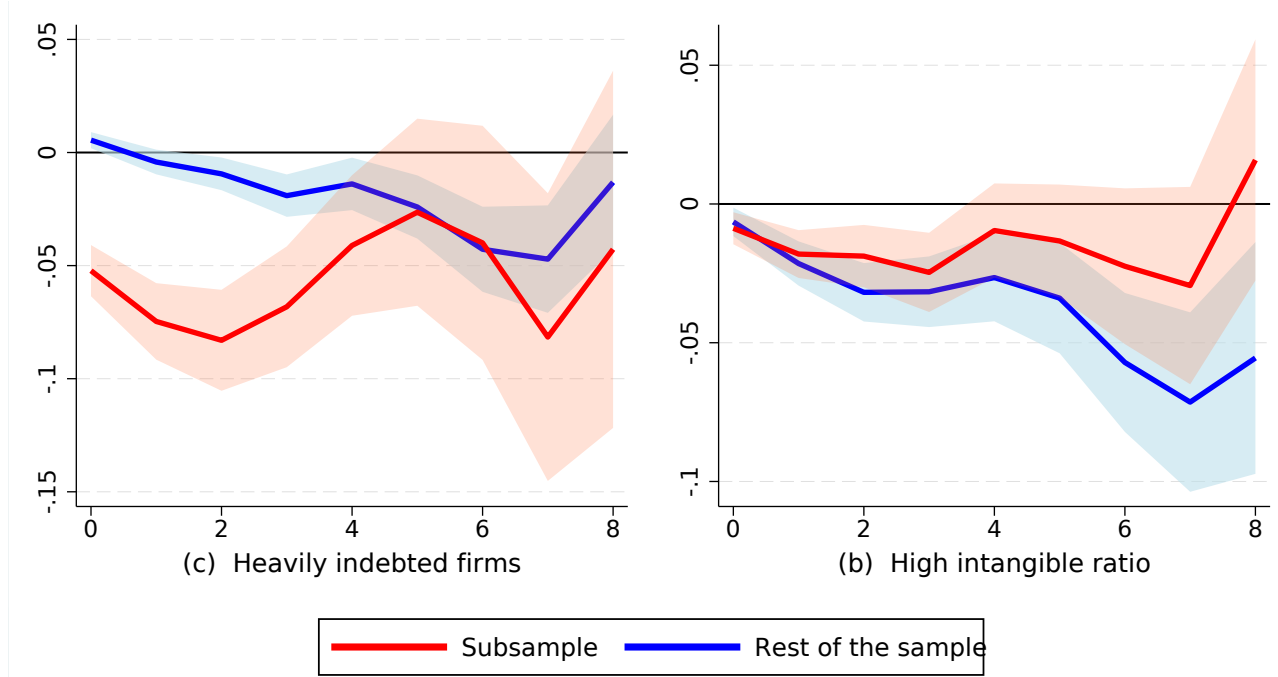 .05
0
-.05
-.1
-.15
0 2 4 6 8
(c) Heavily indebted firms
.05
0
-.05
-.1
0 2 4 6 8
(b) High intangible ratio
Subsample Rest of the sample